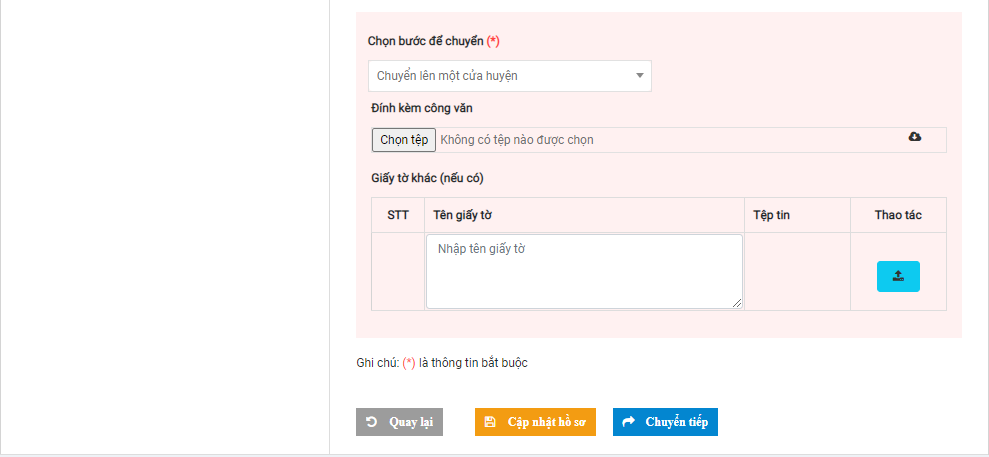 Chọn bước để chuyển (*)
Chuyển lên một cửa huyện
Đính kèm công văn
Chọn tệp Không có tệp nào được chọn
Giấy tờ khác (nếu có)
STT Tên giấy tờ Tệp tin Thao tác
Nhập tên giấy tờ
Ghi chú: (*) là thông tin bắt buộc
Quay lại Cập nhật hồ sơ Chuyển tiếp